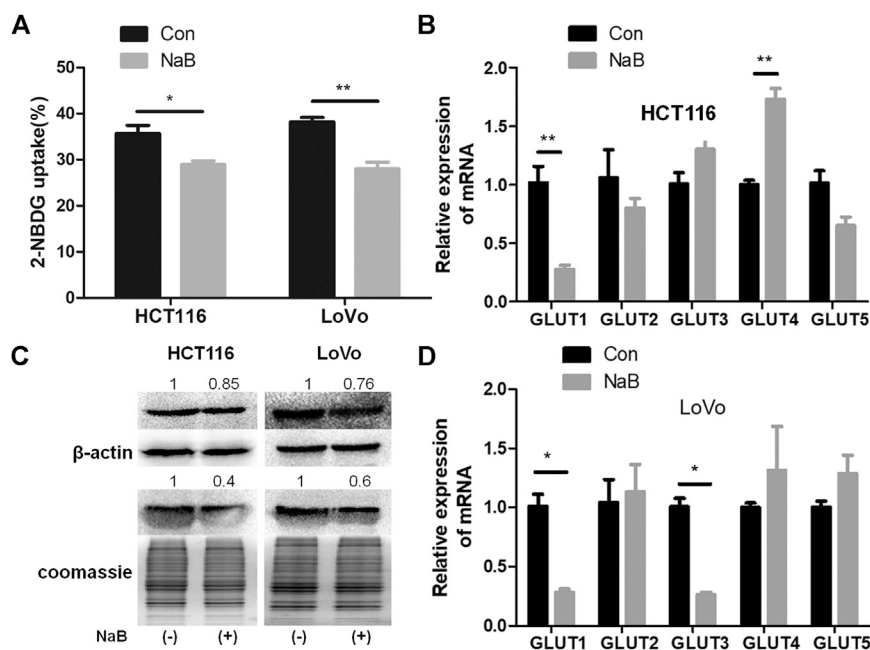 A
Con
NaB
2-NBDG uptake(%)
50
40
30
20
10
0
*
**
HCT116
LoVo
B
Con
NaB
HCT116
Relative expression
of mRNA
2.0
1.5
1.0
0.5
0.0
**
**
GLUT1 GLUT2 GLUT3 GLUT4 GLUT5
C
HCT116 LoVo
1 0.85 1 0.76
β-actin
1 0.4 1 0.6
coomassie
NaB (-) (+) (-) (+)
D
Con
NaB
LoVo
Relative expression
of mRNA
2.0
1.5
1.0
0.5
0.0
*
*
GLUT1 GLUT2 GLUT3 GLUT4 GLUT5